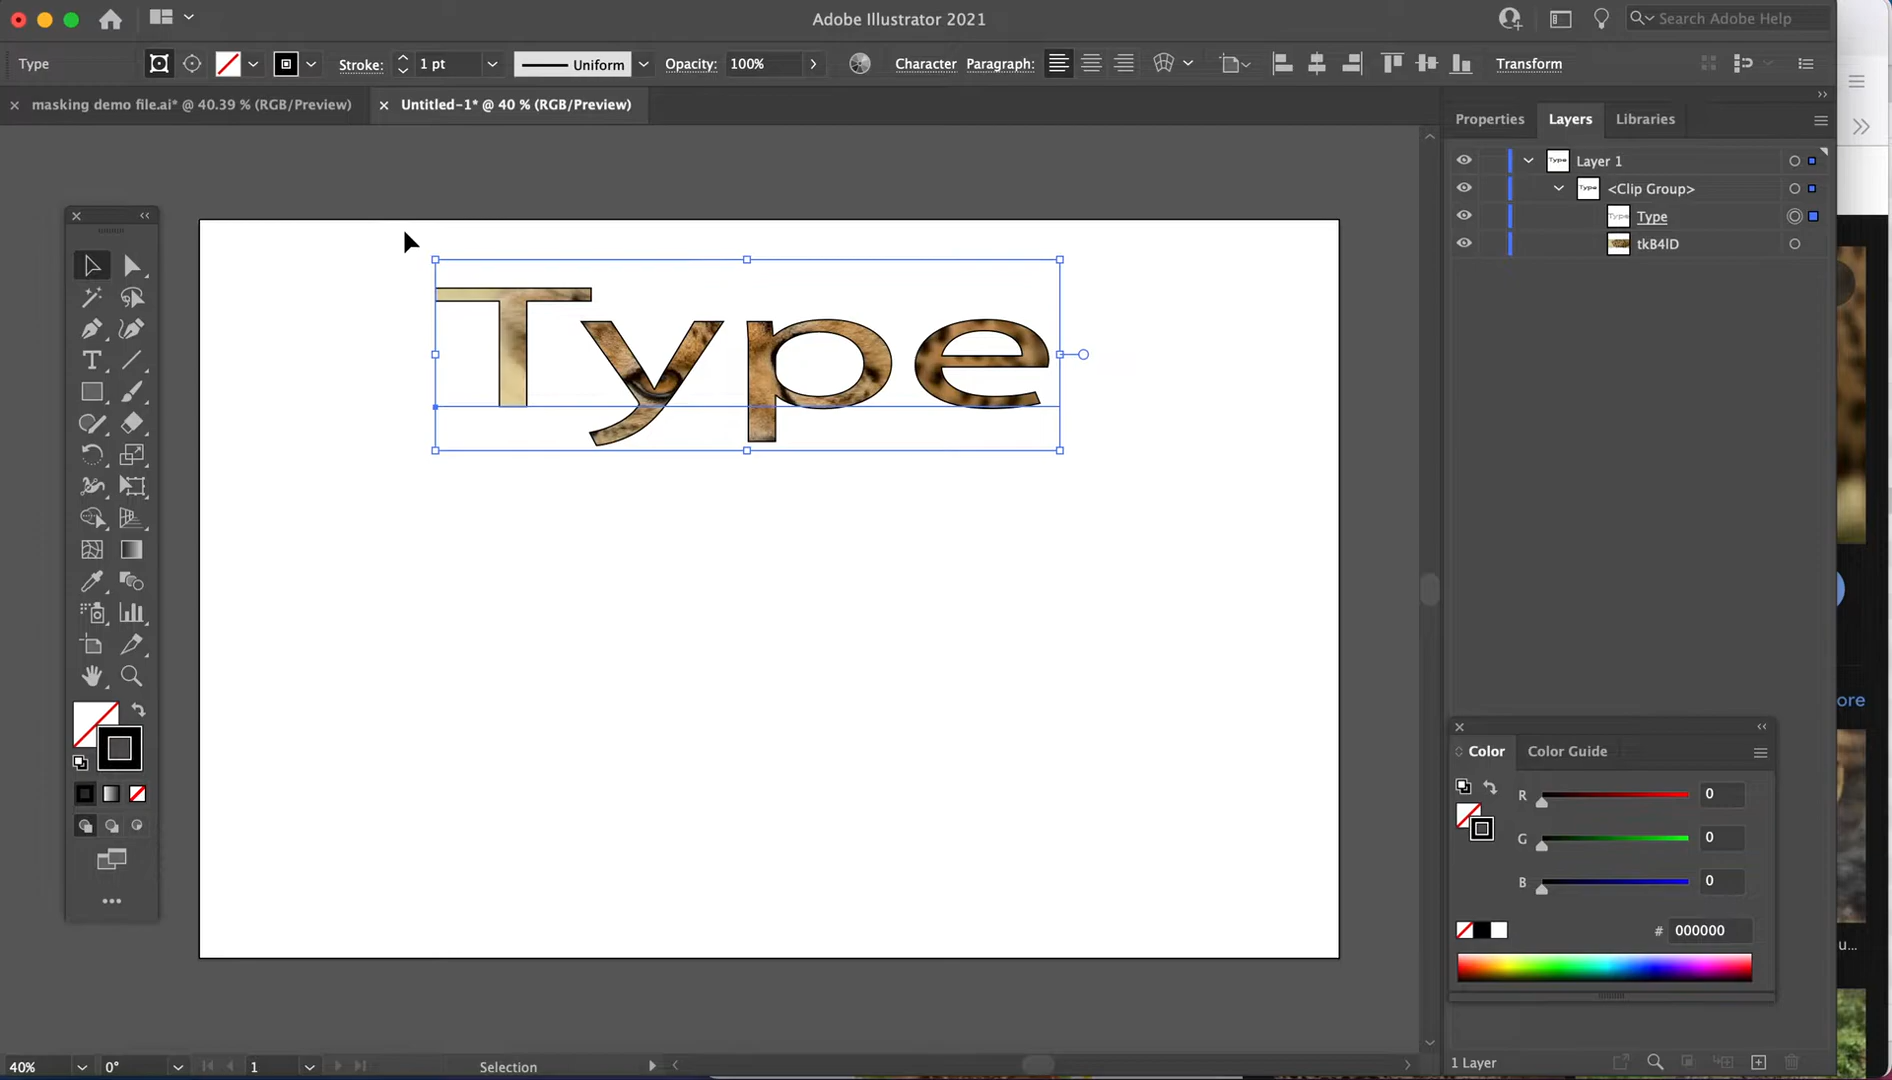 Adobe Illustrator 2021
Search Adobe Help
Type
Stroke:
1 pt
Uniform
Opacity:
100%
Character
Paragraph:
Transform
masking demo file.ai* @ 40.39 % (RGB/Preview)
Untitled-1* @ 40 % (RGB/Preview)
Properties
Layers
Libraries
Layer 1
<Clip Group>
Type
tkB4lD
Type
Color
Color Guide
R
0
G
0
B
0
# 000000
ore
u...
40%
0°
1
Selection
1 Layer